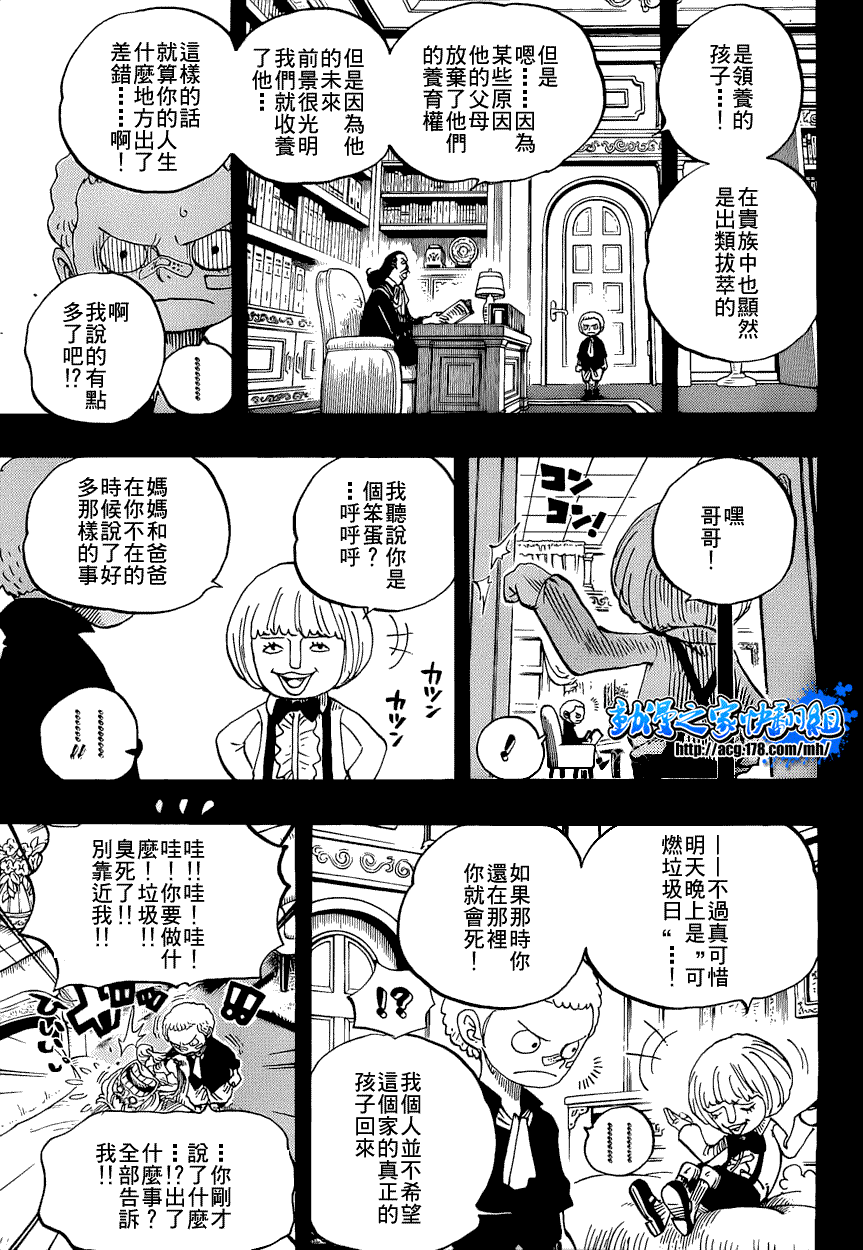 是領養的
孩子⋯!
在貴族中也顯然
是出類拔萃的
但是
嗯⋯⋯因為
某些原因
他的父母
放棄了他們
的養育權
但是因為他
的未來
前景很光明
我們就收養
了他⋯
這樣的話
就算你的人生
什麼地方出了
差錯⋯⋯啊!
⋯⋯⋯
啊
我說的有點
多了吧!?
嘿
哥哥!
コン
コン!
!
我聽說你是
個笨蛋?
⋯呼呼呼
カツン
カツン
媽媽和爸爸
在你不在的
時候說了好
多那樣的事
⋯⋯⋯
⋯⋯⋯
動漫之家快翻組
http://acg.178.com/mh/
——不過真可惜
明天晚上是”可
燃垃圾日“⋯!
如果那時你
還在那裡
你就會死!
!?
⋯⋯⋯
我個人並不希望
這個家的真正的
孩子回來
哇!!哇!哇!
哇!你要做什
麼!垃圾!!
臭死了!!
別靠近我!!
!!
ひいい⋯
⋯你剛才
說了什麼
⋯!?出了
什麼事?
全部告訴
我!!